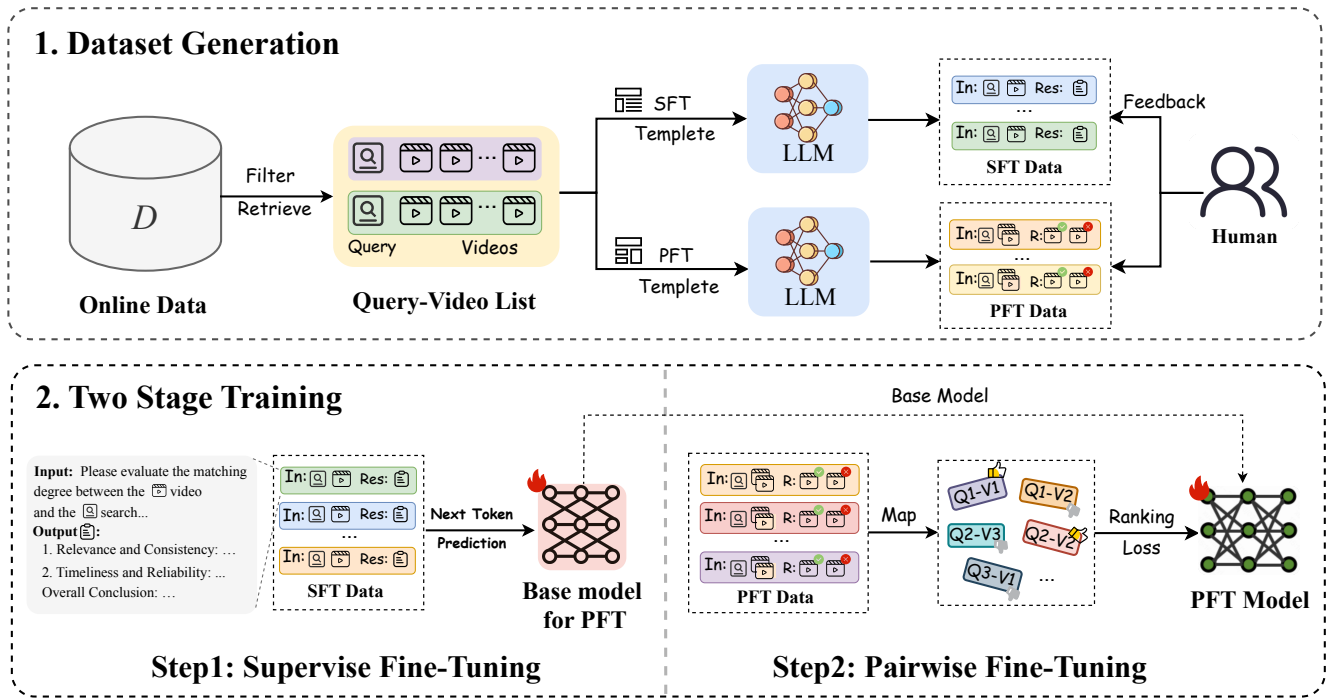 1. Dataset Generation
D
Online Data
Filter
Retrieve
Query
Videos
Query-Video List
SFT
Templete
LLM
In: Res:
...
In: Res:
SFT Data
PFT
Templete
LLM
In: R:
...
In: R:
PFT Data
Feedback
Human
2. Two Stage Training
Input: Please evaluate the matching
degree between the video
and the search...
Output :
1. Relevance and Consistency: ...
2. Timeliness and Reliability: ...
Overall Conclusion: ...
In: Res:
In: Res:
...
In: Res:
SFT Data
Next Token
Prediction
Base model
for PFT
Step1: Supervise Fine-Tuning
Base Model
In: R:
In: R:
...
In: R:
PFT Data
Map
Q1-V1
Q1-V2
Q2-V3
Q2-V2
Q3-V1
...
Ranking
Loss
PFT Model
Step2: Pairwise Fine-Tuning